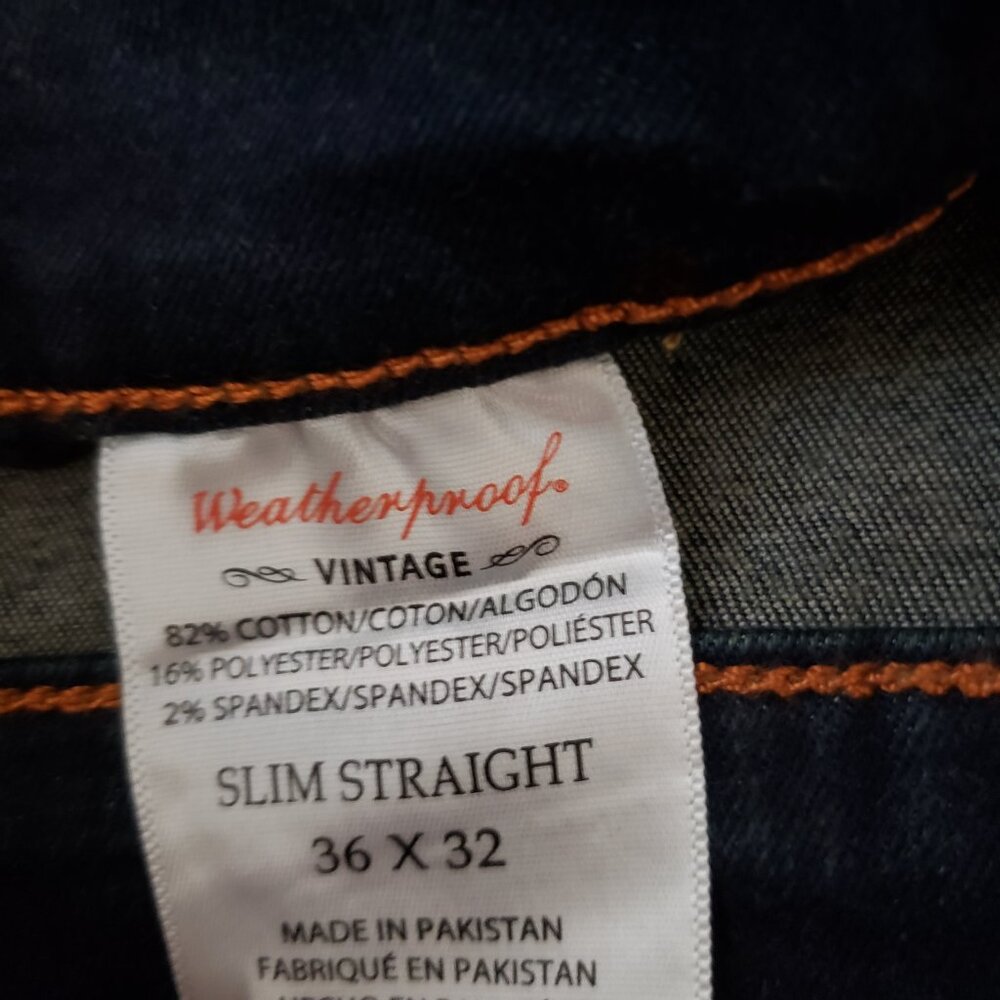 Weatherproof®
VINTAGE
82% COTTON/COTON/ALGODÓN
16% POLYESTER/POLYESTER/POLIÉSTER
2% SPANDEX/SPANDEX/SPANDEX
SLIM STRAIGHT
36 X 32
MADE IN PAKISTAN
FABRIQUÉ EN PAKISTAN